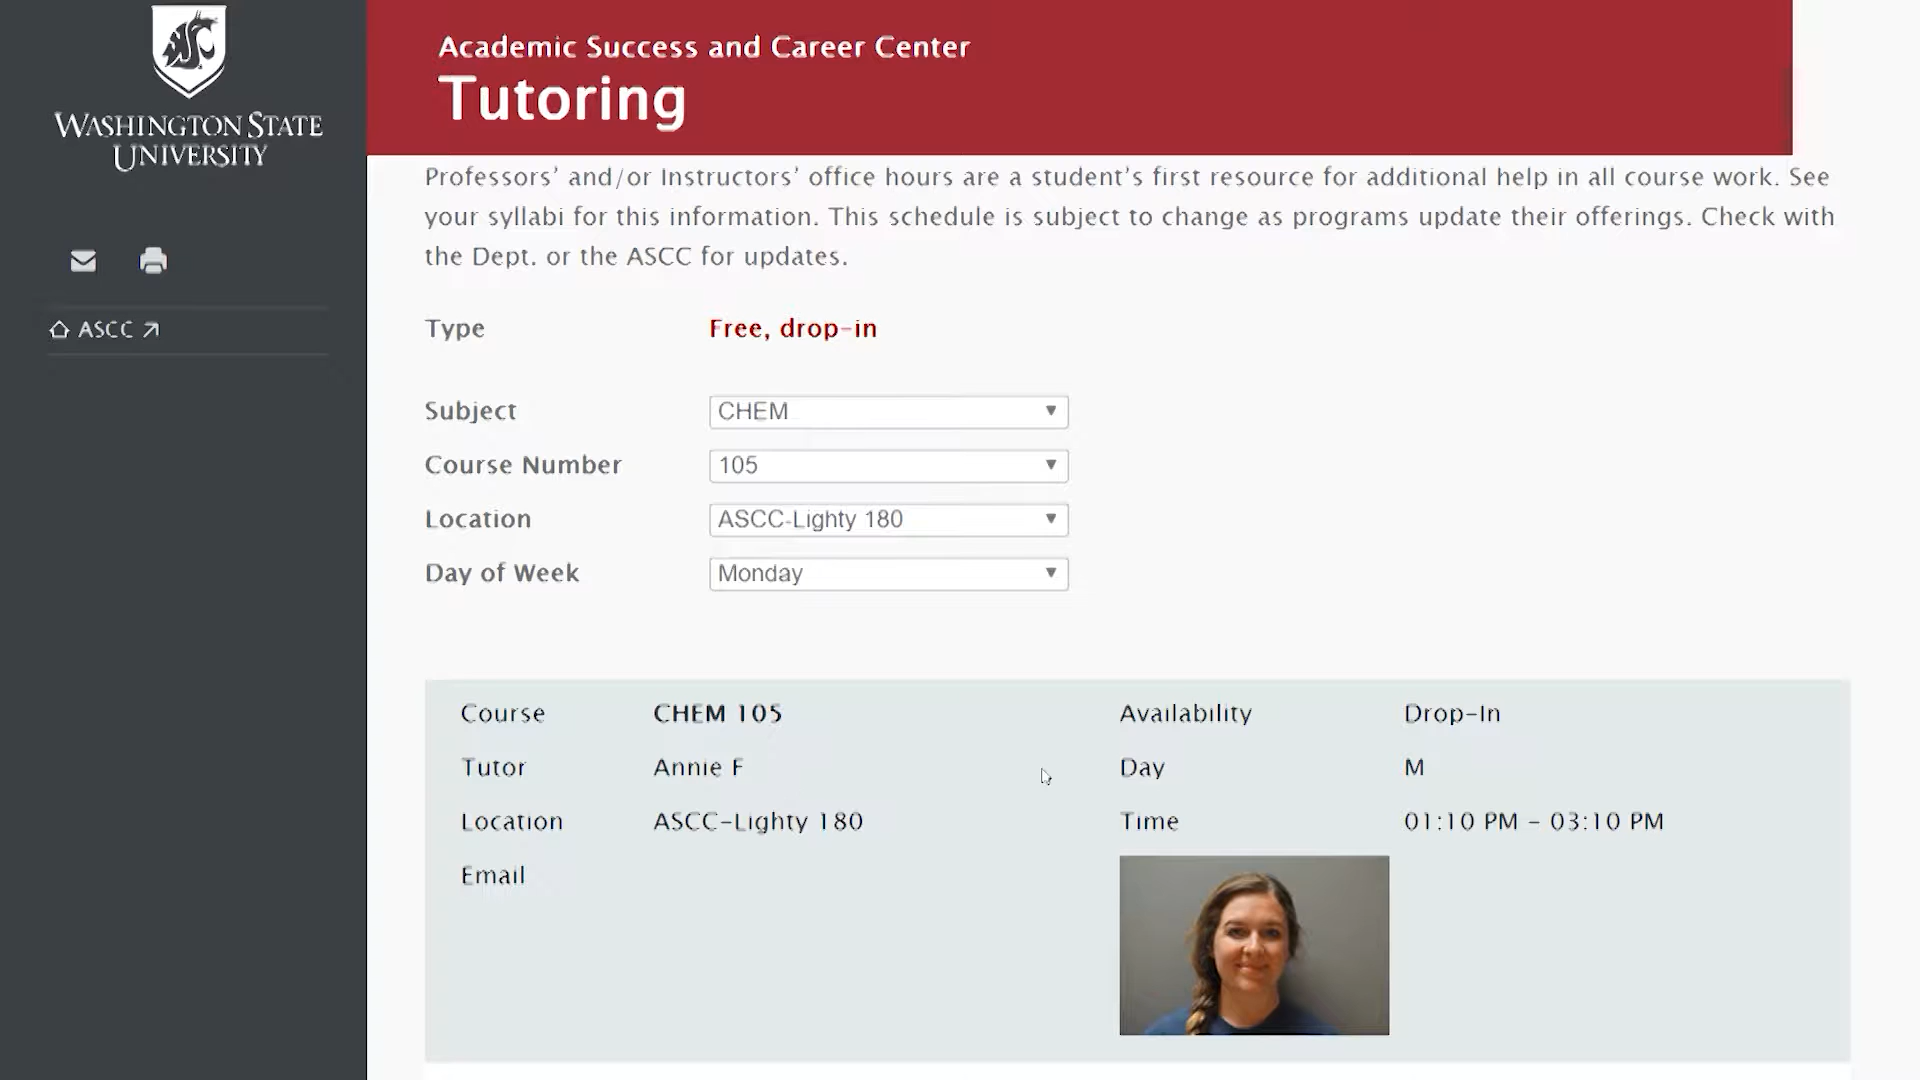 WASHINGTON STATE
UNIVERSITY
ASCC
Academic Success and Career Center
Tutoring
Professors’ and/or Instructors’ office hours are a student’s first resource for additional help in all course work. See
your syllabi for this information. This schedule is subject to change as programs update their offerings. Check with
the Dept. or the ASCC for updates.
Type Free, drop-in
Subject CHEM
Course Number 105
Location ASCC-Lighty 180
Day of Week Monday
Course CHEM 105 Availability Drop-In
Tutor Annie F Day M
Location ASCC-Lighty 180 Time 01:10 PM - 03:10 PM
Email